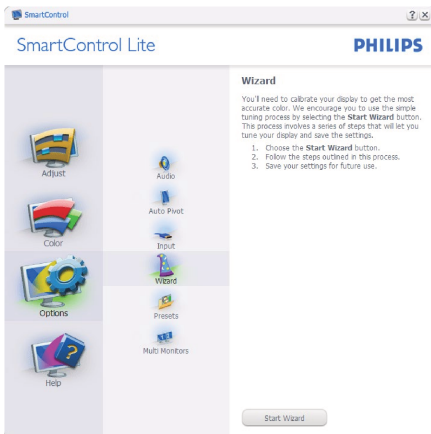 SmartControl
SmartControl Lite
PHILIPS
Adjust
Color
Options
Help
Audio
Auto Pivot
Input
Wizard
Presets
Multi Monitors
Wizard
You'll need to calibrate your display to get the most
accurate color. We encourage you to use the simple
tuning process by selecting the Start Wizard button.
This process involves a series of steps that will let you
tune your display and save the settings.
1. Choose the Start Wizard button.
2. Follow the steps outlined in this process.
3. Save your settings for future use.
Start Wizard